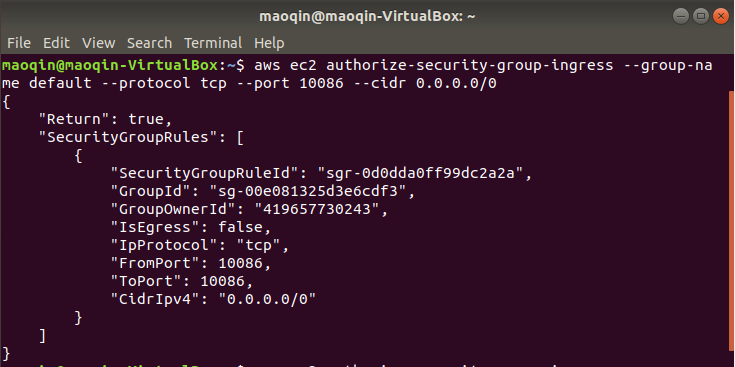 maoqin@maoqin-VirtualBox: ~
File Edit View Search Terminal Help
maoqin@maoqin-VirtualBox:~$ aws ec2 authorize-security-group-ingress --group-na
me default --protocol tcp --port 10086 --cidr 0.0.0.0/0
{
    "Return": true,
    "SecurityGroupRules": [
        {
            "SecurityGroupRuleId": "sgr-0d0dda0ff99dc2a2a",
            "GroupId": "sg-00e081325d3e6cdf3",
            "GroupOwnerId": "419657730243",
            "IsEgress": false,
            "IpProtocol": "tcp",
            "FromPort": 10086,
            "ToPort": 10086,
            "CidrIpv4": "0.0.0.0/0"
        }
    ]
}